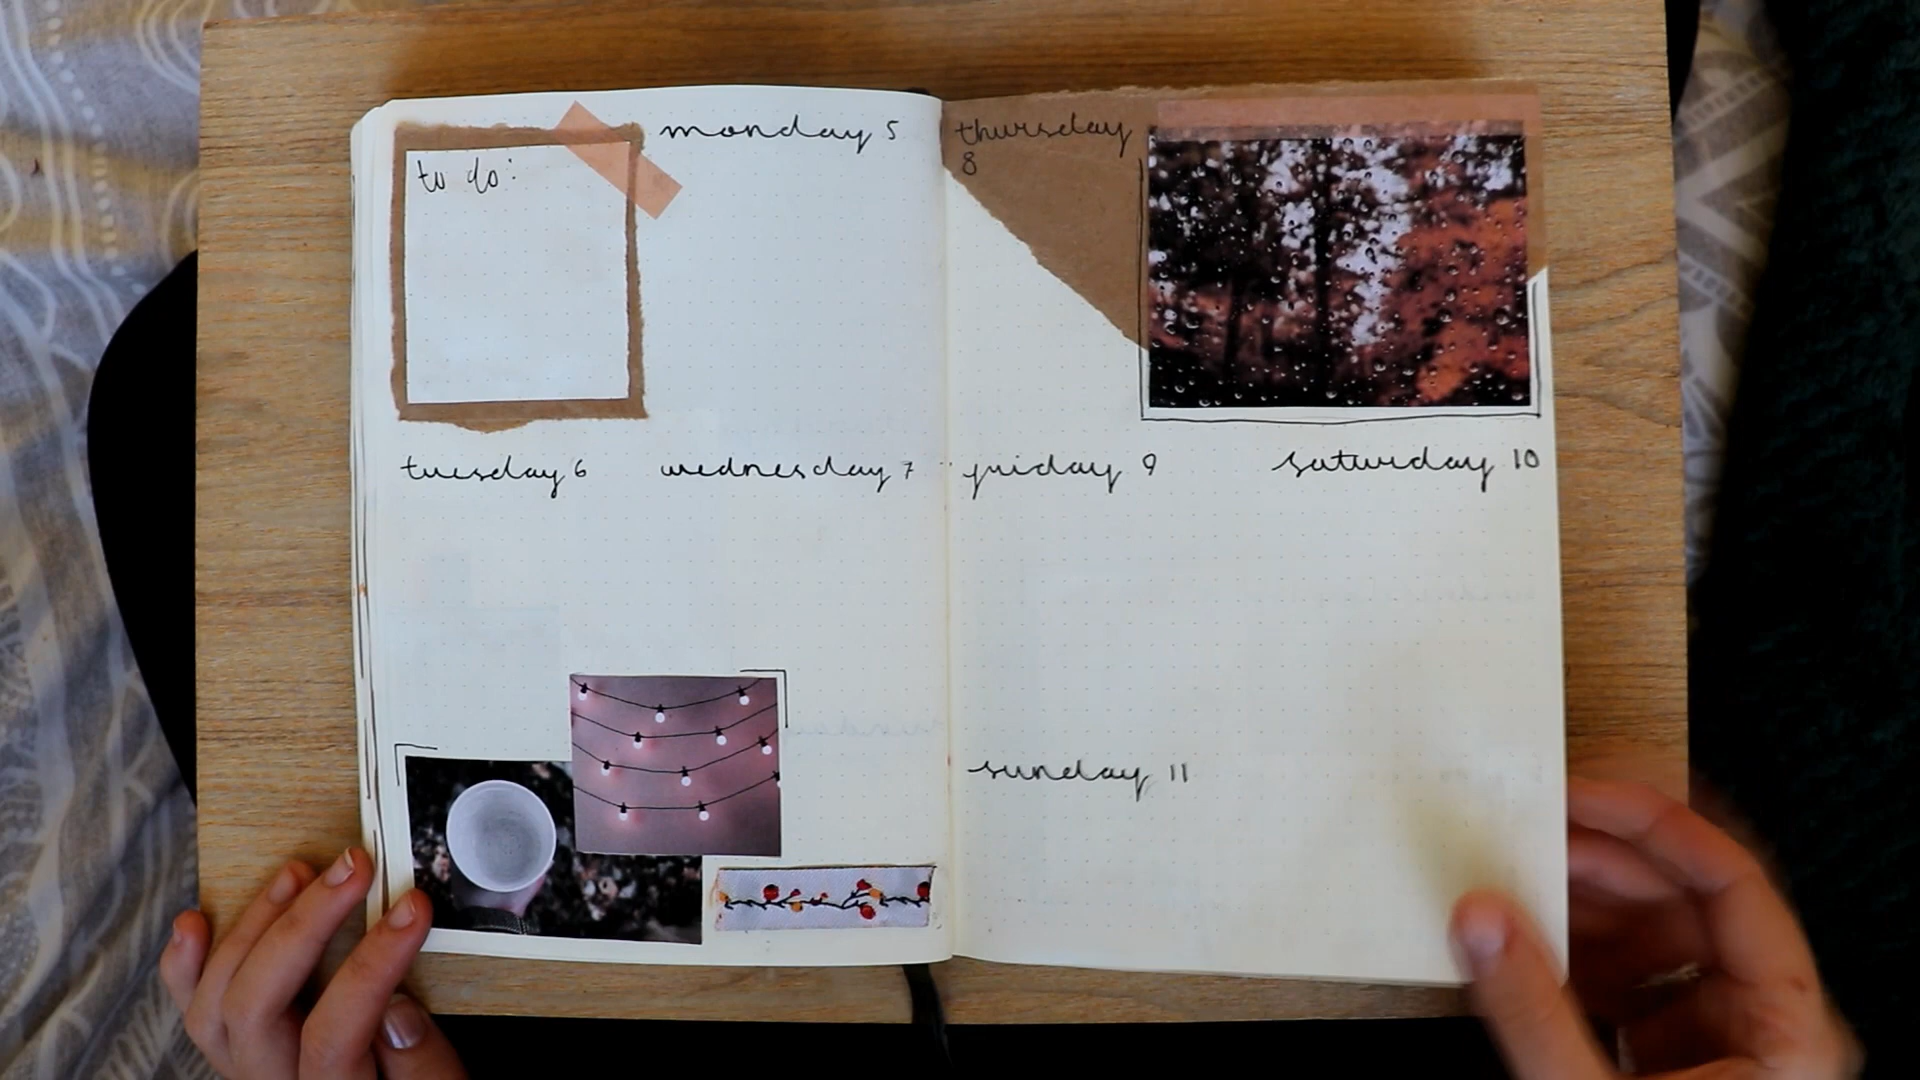 to do:
monday 5
tuesday 6
wednesday 7
thursday
8
friday 9
saturday 10
sunday 11